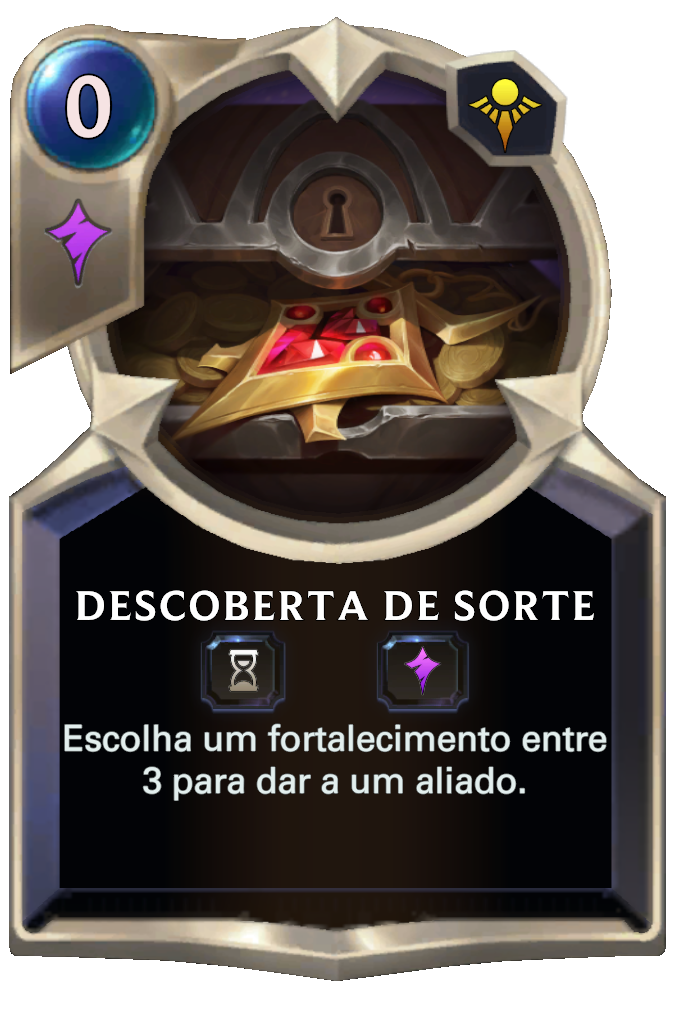 0
DESCOBERTA DE SORTE
Escolha um fortalecimento entre
3 para dar a um aliado.